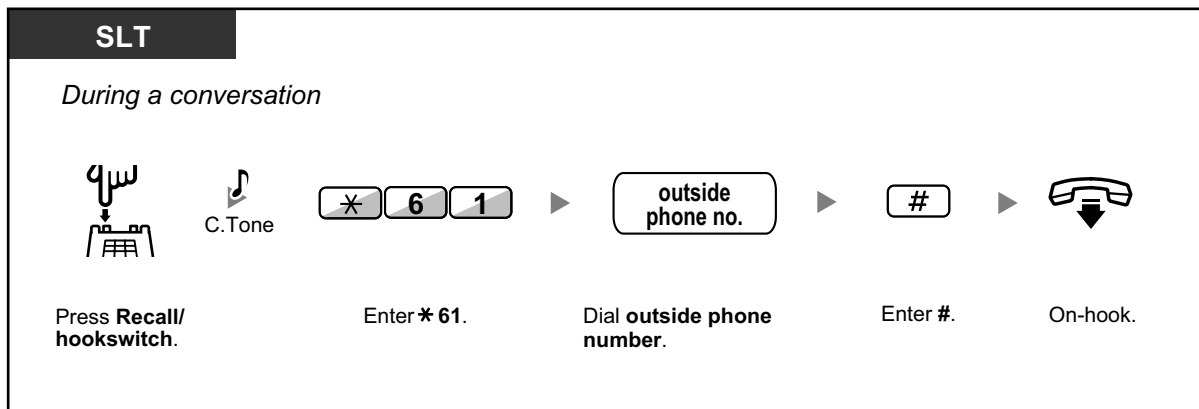 SLT
During a conversation
C.Tone
* 6 1
outside
phone no.
#
Press Recall/
hookswitch.
Enter * 61.
Dial outside phone
number.
Enter #.
On-hook.